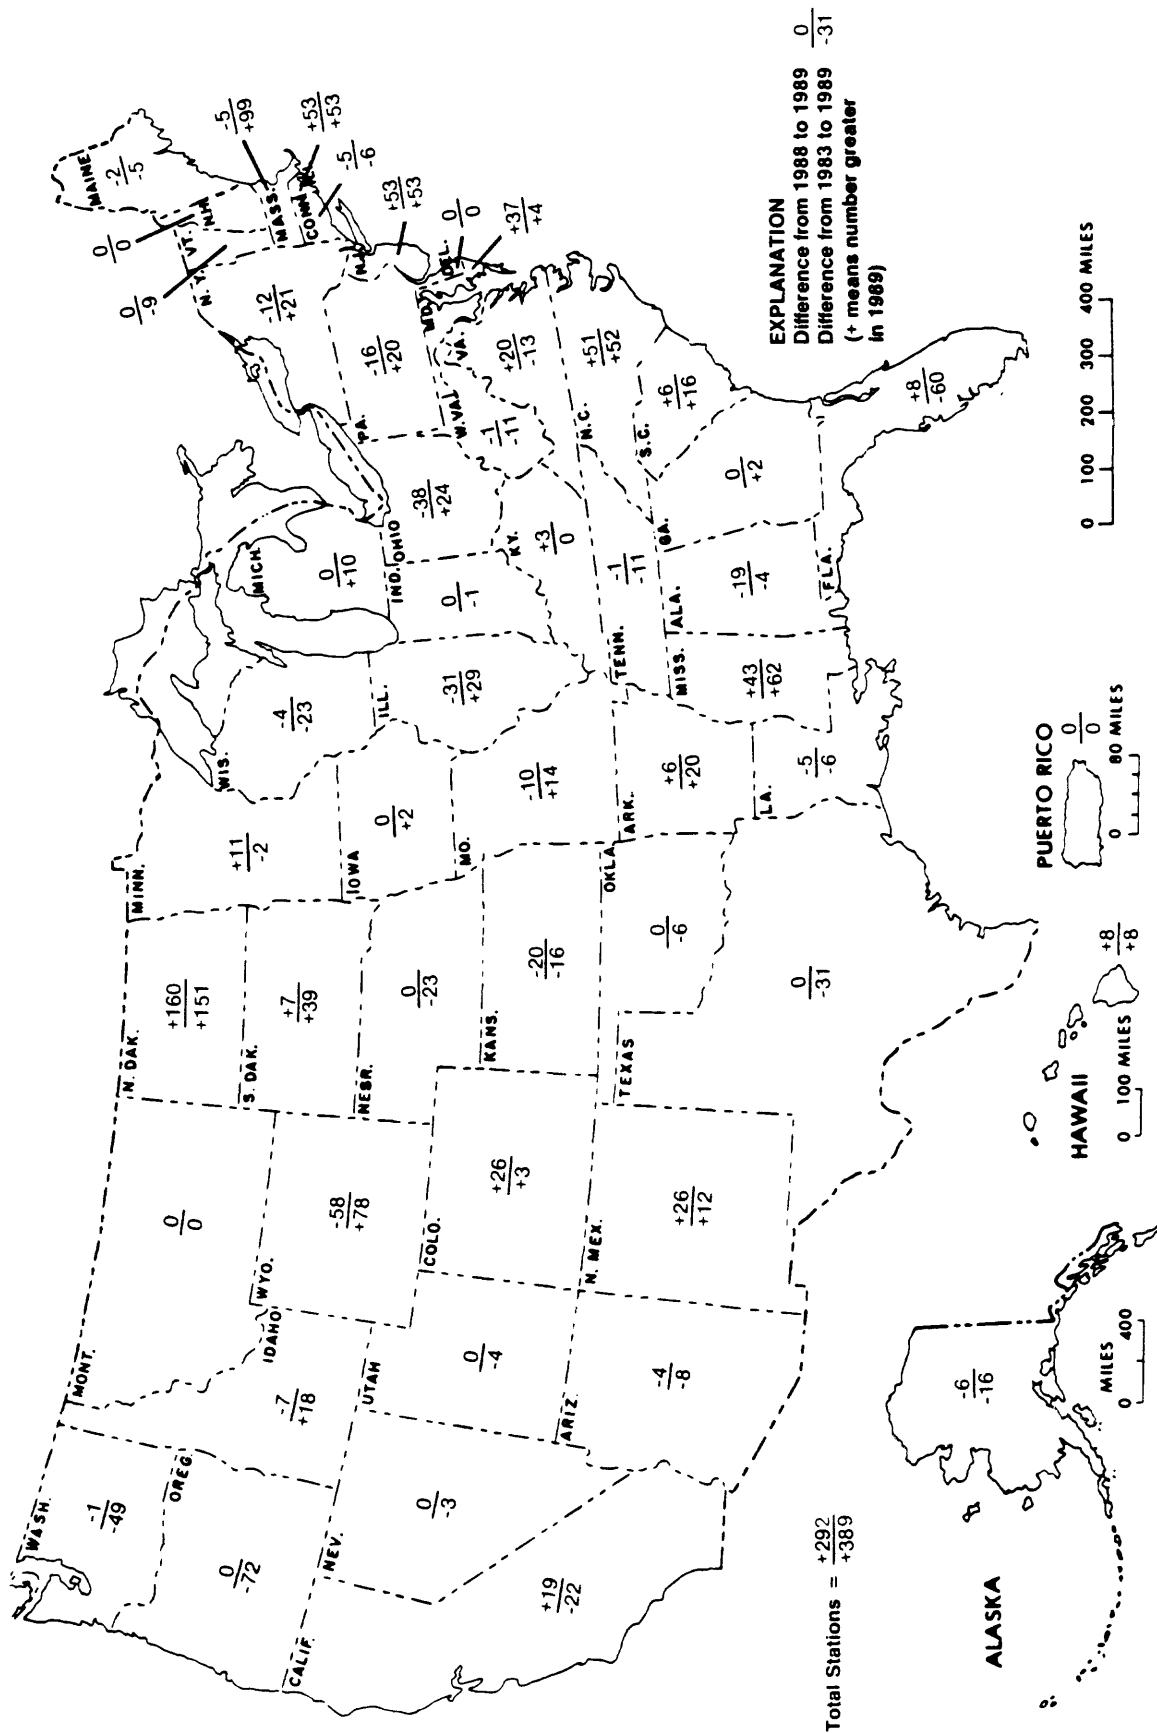 WASH.
-1
-49
OREG.
0
-72
CALIF.
+19
-22
NEV.
0
-3
IDAHO
-7
+18
MONT.
0
0
WYO.
-58
+78
UTAH
0
-4
COLO.
+26
+3
ARIZ.
-4
-8
N. MEX.
+26
+12
N. DAK.
+160
+151
S. DAK.
+7
+39
NEBR.
0
-23
KANS.
-20
-16
OKLA
0
-6
TEXAS
0
-31
MINN.
+11
-2
IOWA
0
+2
MO.
-10
+14
ARK.
+6
+20
LA.
-5
-6
WIS.
-4
-23
ILL.
-31
+29
MICH.
0
+10
IND.
0
-1
OHIO
-38
+24
KY.
+3
0
TENN.
-1
-11
MISS.
+43
+62
ALA.
-19
-4
GA.
0
+2
FLA.
+8
-60
S.C.
+6
+16
N.C.
+51
+52
VA.
+20
-13
W.VA.
-1
-11
PA.
-16
+20
N.Y.
-12
+21
MAINE
-2
-5
VT.
0
-9
NH.
0
0
MASS.
-5
+99
+53
+53
CONN
-5
-6
N.J.
+53
+53
DEL.
0
0
MD.
+37
+4
EXPLANATION
Difference from 1988 to 1989 0
Difference from 1983 to 1989 -31
(+ means number greater
in 1989)
0 100 200 300 400 MILES
Total Stations = +292
+389
ALASKA
-6
-16
MILES
0 400
HAWAII
+8
+8
0 100 MILES
PUERTO RICO
0
0
0 80 MILES